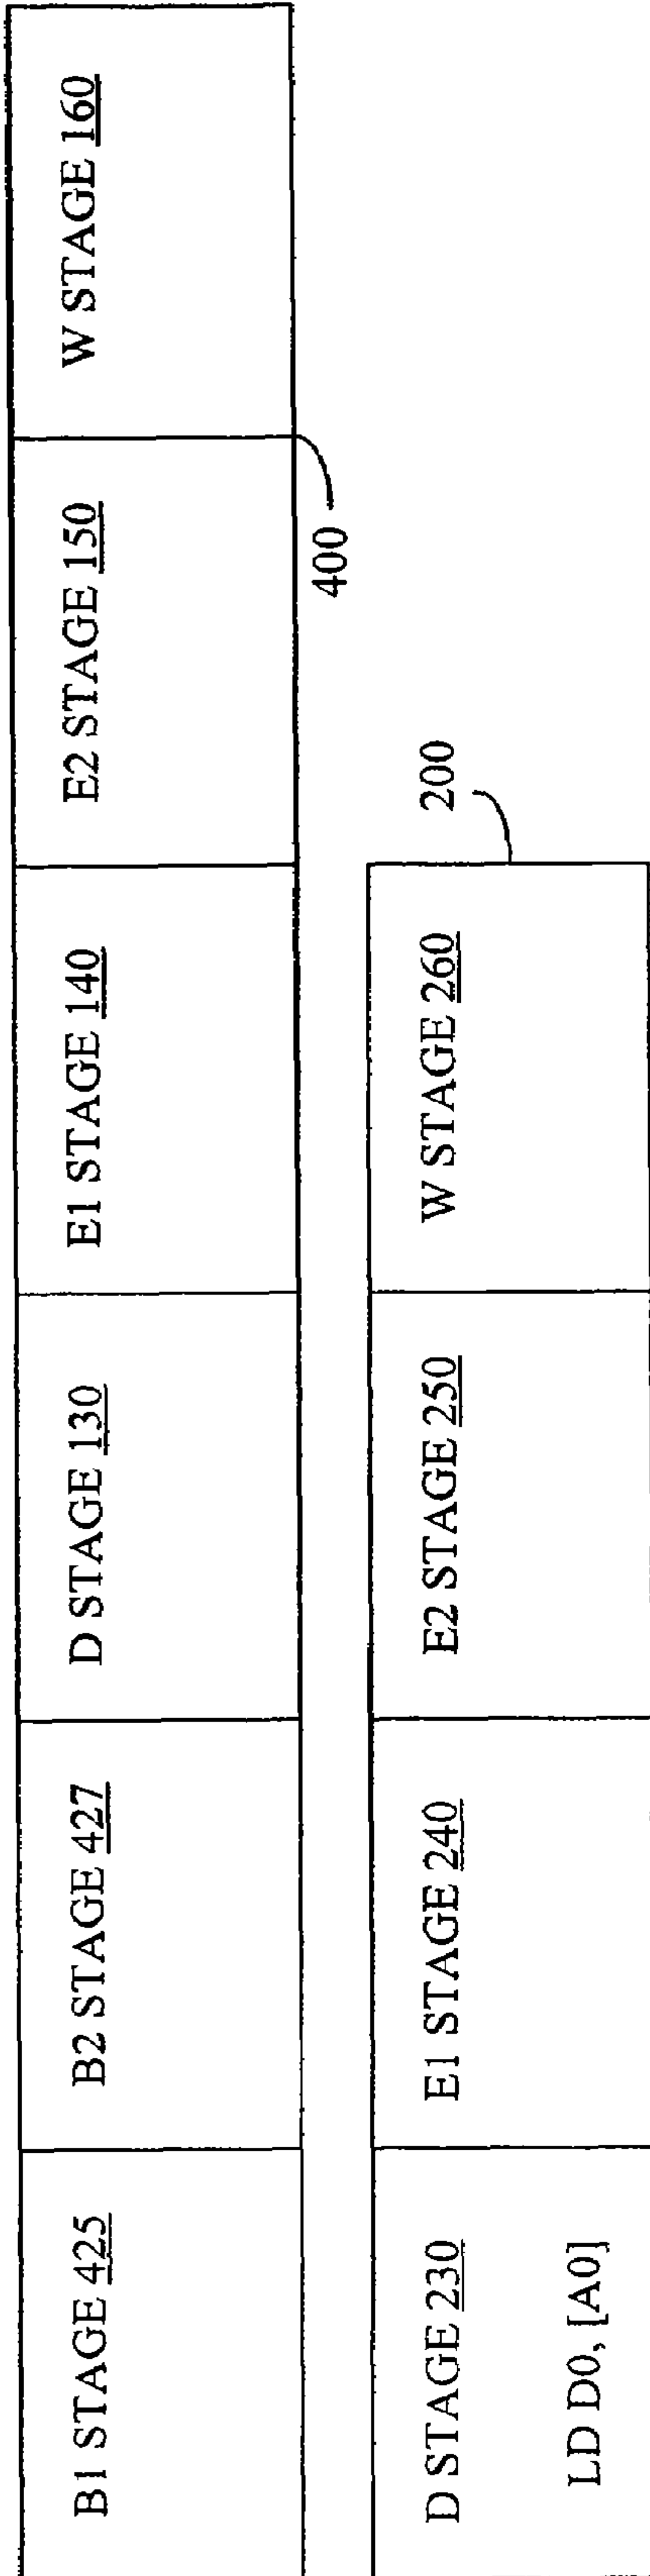 B1 STAGE 425
B2 STAGE 427
D STAGE 130
E1 STAGE 140
E2 STAGE 150
W STAGE 160
400
D STAGE 230
LD D0, [A0]
E1 STAGE 240
E2 STAGE 250
W STAGE 260
200